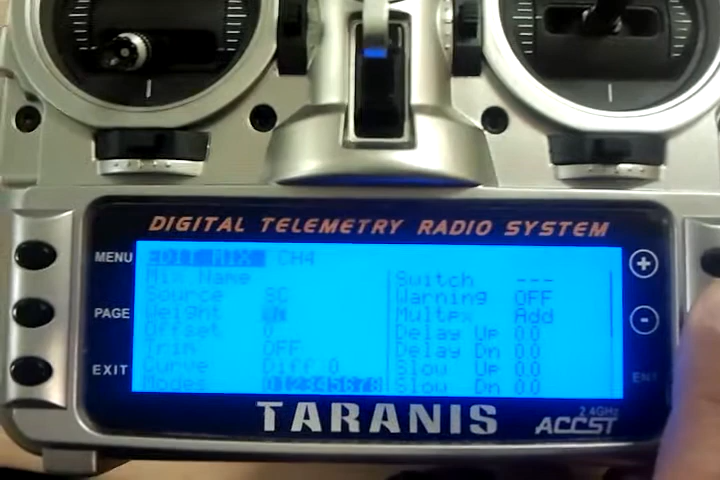 DIGITAL TELEMETRY RADIO SYSTEM
MENU
PAGE
EXIT
EDIT MIX CH4
Mix Name
Source SC
Weight
Offset 0
Trim OFF
Curve Diff 0
Modes 012345678
Switch ---
Warning OFF
Multpx Add
Delay Up 0.0
Delay Dn 0.0
Slow Up 0.0
Slow Dn 0.0
+
-
ENT
TARANIS
2.4GHz
ACCST